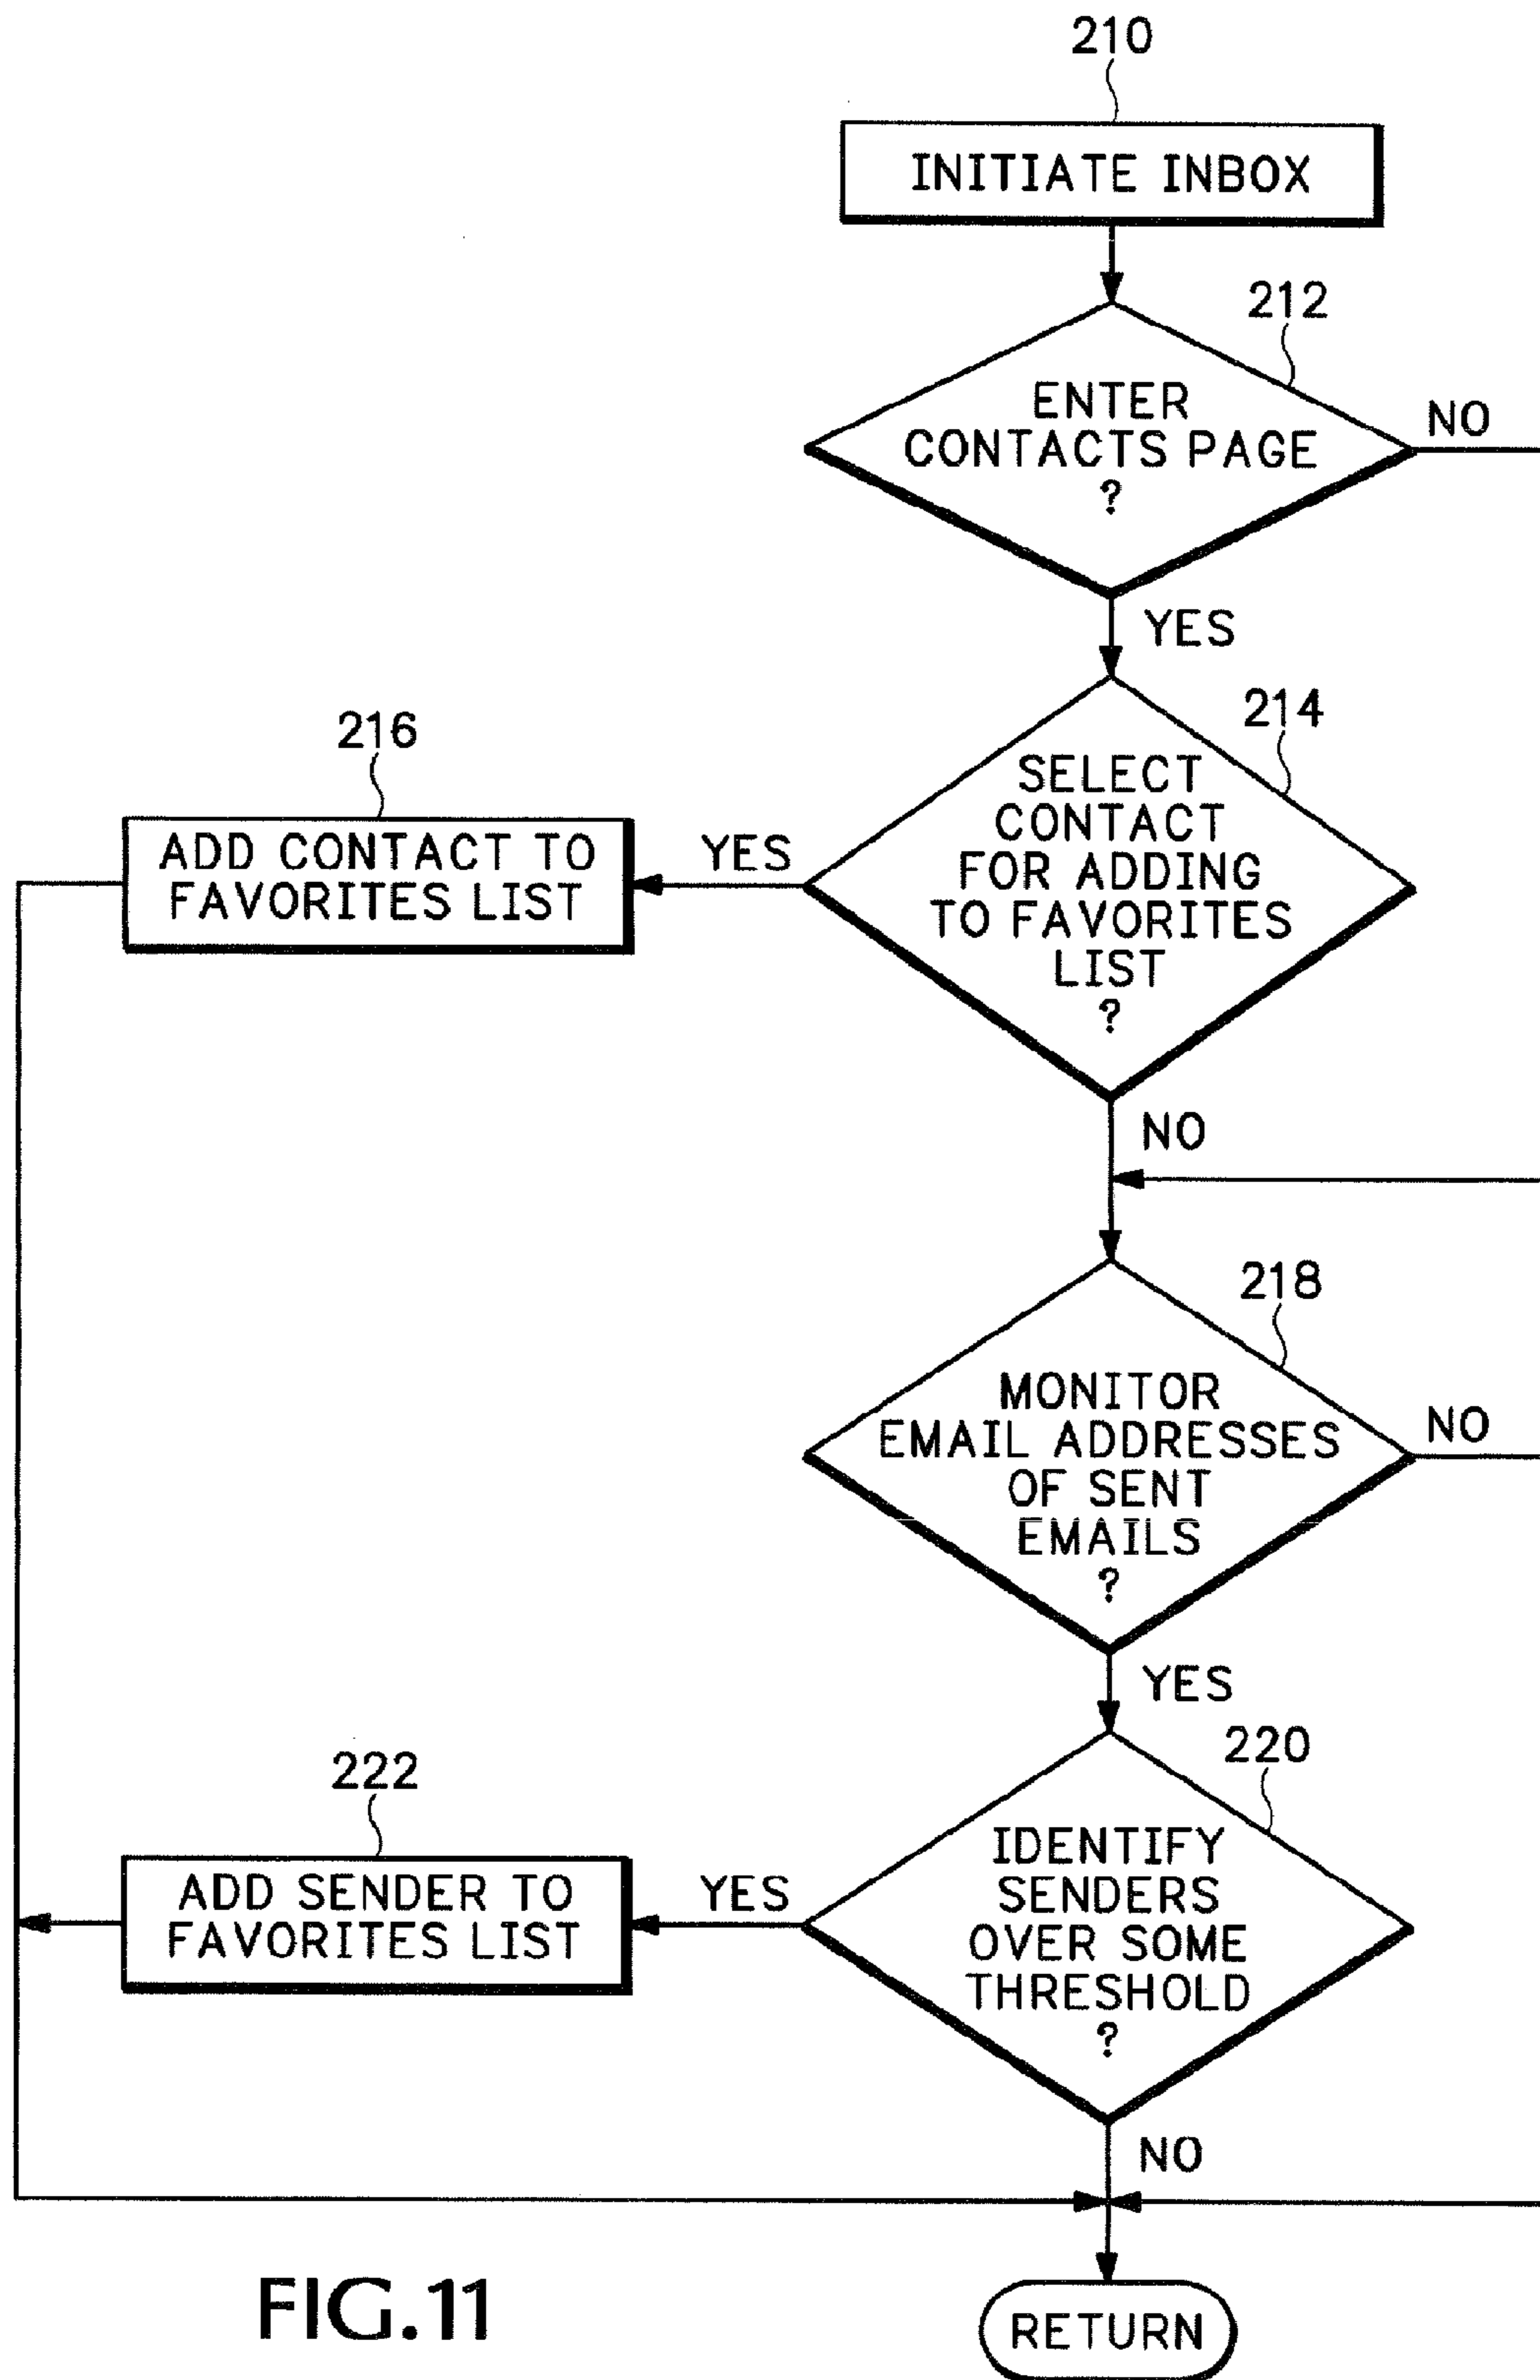 210
INITIATE INBOX
212
ENTER
CONTACTS PAGE
?
NO
YES
214
SELECT
CONTACT
FOR ADDING
TO FAVORITES
LIST
?
216
ADD CONTACT TO
FAVORITES LIST
YES
NO
218
MONITOR
EMAIL ADDRESSES
OF SENT
EMAILS
?
NO
YES
220
IDENTIFY
SENDERS
OVER SOME
THRESHOLD
?
222
ADD SENDER TO
FAVORITES LIST
YES
NO
RETURN
FIG.11